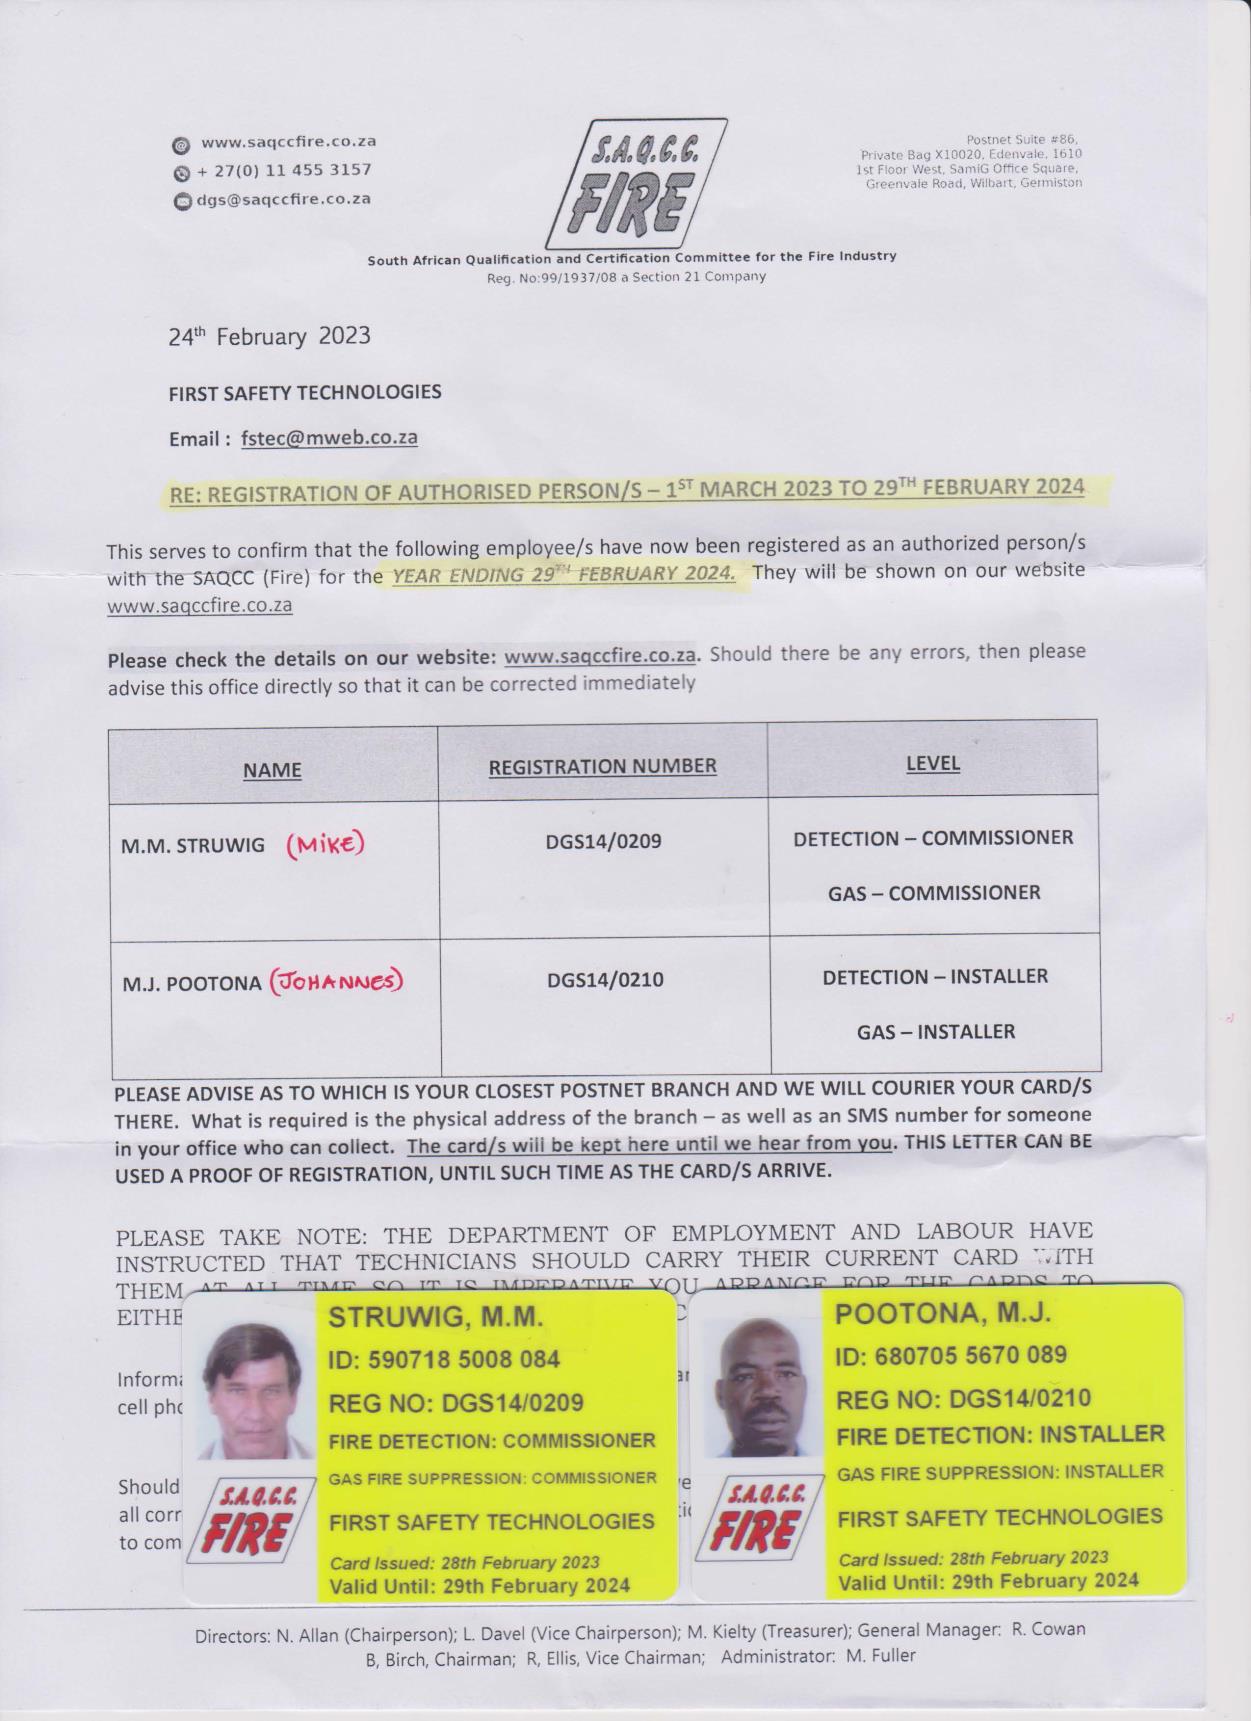 www.saqccfire.co.za
+ 27(0) 11 455 3157
dgs@saqccfire.co.za
S.A.Q.C.C.
FIRE
Postnet Suite #86,
Private Bag X10020, Edenvale, 1610
1st Floor West, SamiG Office Square,
Greenvale Road, Wilbart, Germiston
South African Qualification and Certification Committee for the Fire Industry
Reg. No:99/1937/08 a Section 21 Company
24th February 2023
FIRST SAFETY TECHNOLOGIES
Email : fstec@mweb.co.za
RE: REGISTRATION OF AUTHORISED PERSON/S – 1ST MARCH 2023 TO 29TH FEBRUARY 2024
This serves to confirm that the following employee/s have now been registered as an authorized person/s
with the SAQCC (Fire) for the YEAR ENDING 29TH FEBRUARY 2024. They will be shown on our website
www.saqccfire.co.za
Please check the details on our website: www.saqccfire.co.za. Should there be any errors, then please
advise this office directly so that it can be corrected immediately
NAME REGISTRATION NUMBER LEVEL
M.M. STRUWIG (MiKE) DGS14/0209 DETECTION – COMMISSIONER
GAS – COMMISSIONER
M.J. POOTONA (JOHANNES) DGS14/0210 DETECTION – INSTALLER
GAS – INSTALLER
PLEASE ADVISE AS TO WHICH IS YOUR CLOSEST POSTNET BRANCH AND WE WILL COURIER YOUR CARD/S
THERE. What is required is the physical address of the branch – as well as an SMS number for someone
in your office who can collect. The card/s will be kept here until we hear from you. THIS LETTER CAN BE
USED A PROOF OF REGISTRATION, UNTIL SUCH TIME AS THE CARD/S ARRIVE.
PLEASE TAKE NOTE: THE DEPARTMENT OF EMPLOYMENT AND LABOUR HAVE
INSTRUCTED THAT TECHNICIANS SHOULD CARRY THEIR CURRENT CARD WITH
THEM AT ALL TIME SO IT IS IMPERATIVE YOU ARRANGE FOR THE CARDS TO
Should
all
to
STRUWIG, M.M.
ID: 590718 5008 084
REG NO: DGS14/0209
FIRE DETECTION: COMMISSIONER
GAS FIRE SUPPRESSION: COMMISSIONER
S.A.Q.C.C.
FIRE
FIRST SAFETY TECHNOLOGIES
Card Issued: 28th February 2023
Valid Until: 29th February 2024
POOTONA, M.J.
ID: 680705 5670 089
REG NO: DGS14/0210
FIRE DETECTION: INSTALLER
GAS FIRE SUPPRESSION: INSTALLER
S.A.Q.C.C.
FIRE
FIRST SAFETY TECHNOLOGIES
Card Issued: 28th February 2023
Valid Until: 29th February 2024
Directors: N. Allan (Chairperson); L. Davel (Vice Chairperson); M. Kielty (Treasurer); General Manager: R. Cowan
B, Birch, Chairman; R, Ellis, Vice Chairman; Administrator: M. Fuller